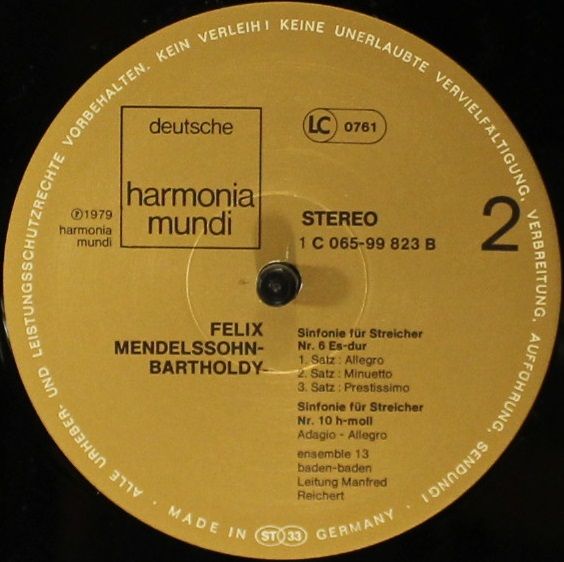 ALLE URHEBER- UND LEISTUNGSSCHUTZRECHTE VORBEHALTEN. KEIN VERLEIH! KEINE UNERLAUBTE VERVIELFÄLTIGUNG, VERBREITUNG, AUFFÜHRUNG, SENDUNG!
deutsche
harmonia
mundi
LC 0761
℗ 1979
harmonia
mundi
STEREO
1 C 065-99 823 B
2
FELIX
MENDELSSOHN-
BARTHOLDY
Sinfonie für Streicher
Nr. 6 Es-dur
1. Satz : Allegro
2. Satz : Minuetto
3. Satz : Prestissimo
Sinfonie für Streicher
Nr. 10 h-moll
Adagio - Allegro
ensemble 13
baden-baden
Leitung Manfred
Reichert
· MADE IN ST 33 GERMANY ·